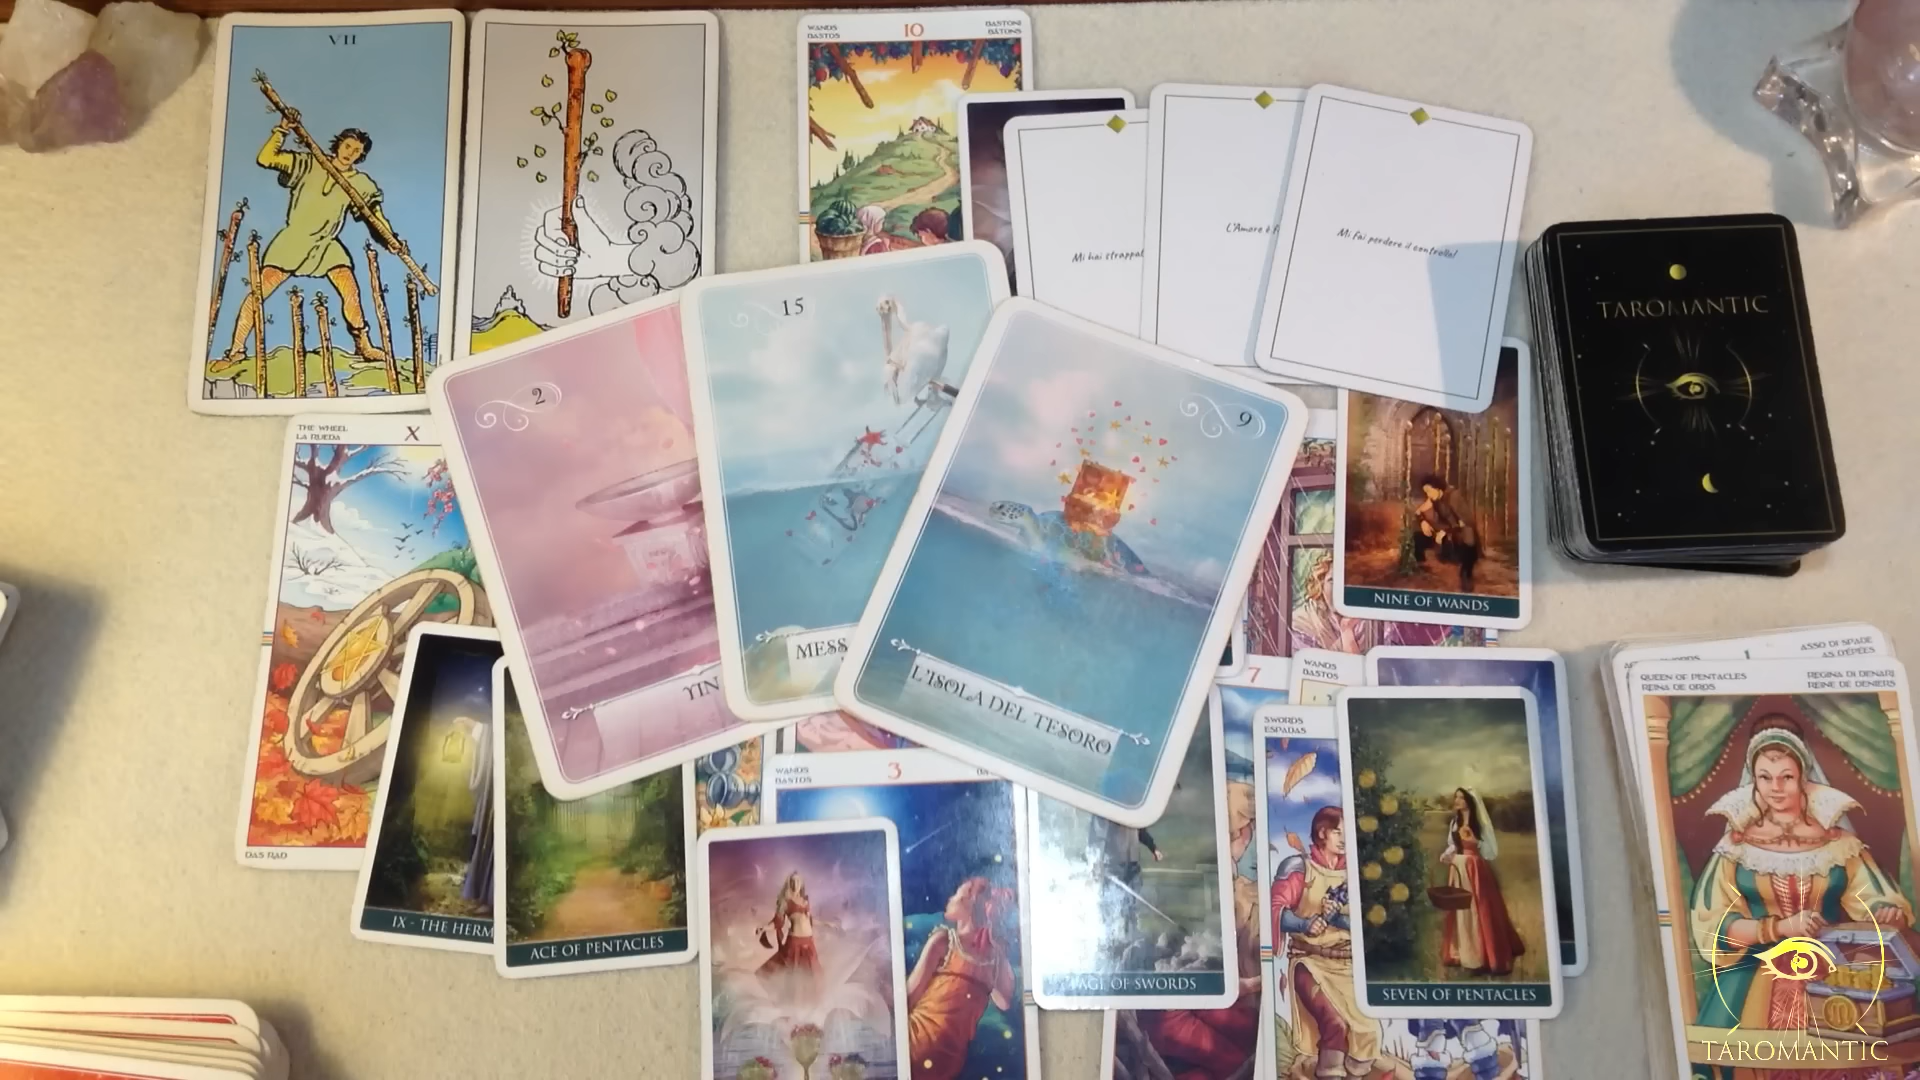 VII
WANDS
BASTOS
10
BASTONI
BÂTONS
Mi hai
L'Amore è
Mi fai perdere il controllo!
TAROMANTIC
15
2
9
THE WHEEL
LA RUEDA
X
DAS RAD
YIN
MESS
L'ISOLA DEL TESORO
NINE OF WANDS
7
WANDS
BASTOS
SWORDS
ESPADAS
1
ASSO DI SPADE
AS D'ÉPÉES
QUEEN OF PENTACLES
REINA DE OROS
REGINA DI DENARI
REINE DE DENIERS
WANDS
BASTOS
3
IX - THE HERM
ACE OF PENTACLES
PAGE OF SWORDS
SEVEN OF PENTACLES
TAROMANTIC